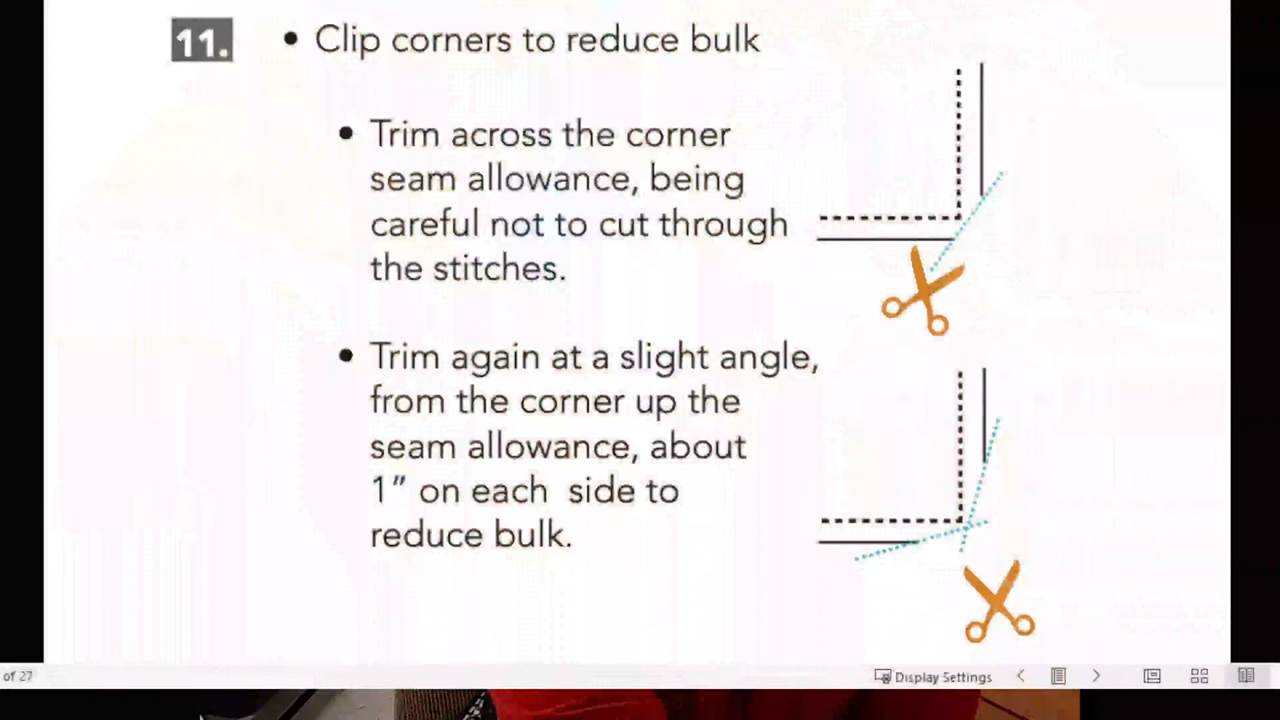 11. • Clip corners to reduce bulk
• Trim across the corner
seam allowance, being
careful not to cut through
the stitches.
• Trim again at a slight angle,
from the corner up the
seam allowance, about
1” on each side to
reduce bulk.
of 27
Display Settings